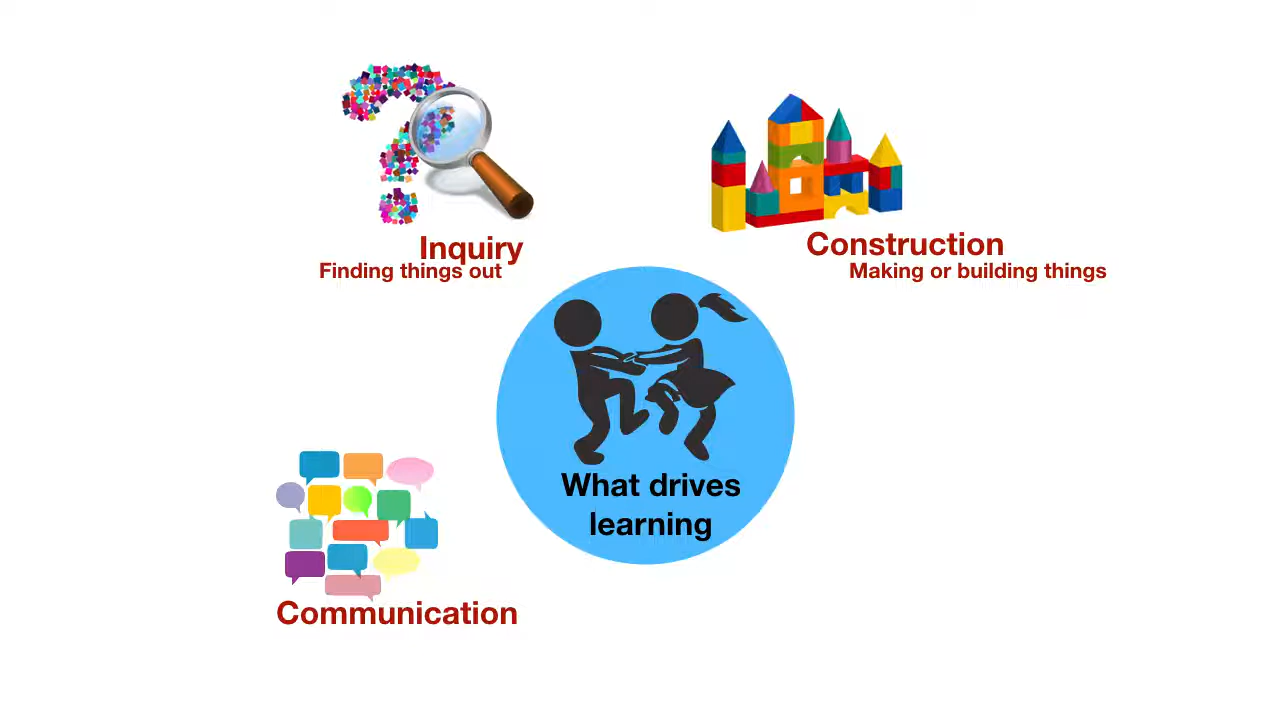 Inquiry
Finding things out
Construction
Making or building things
What drives
learning
Communication